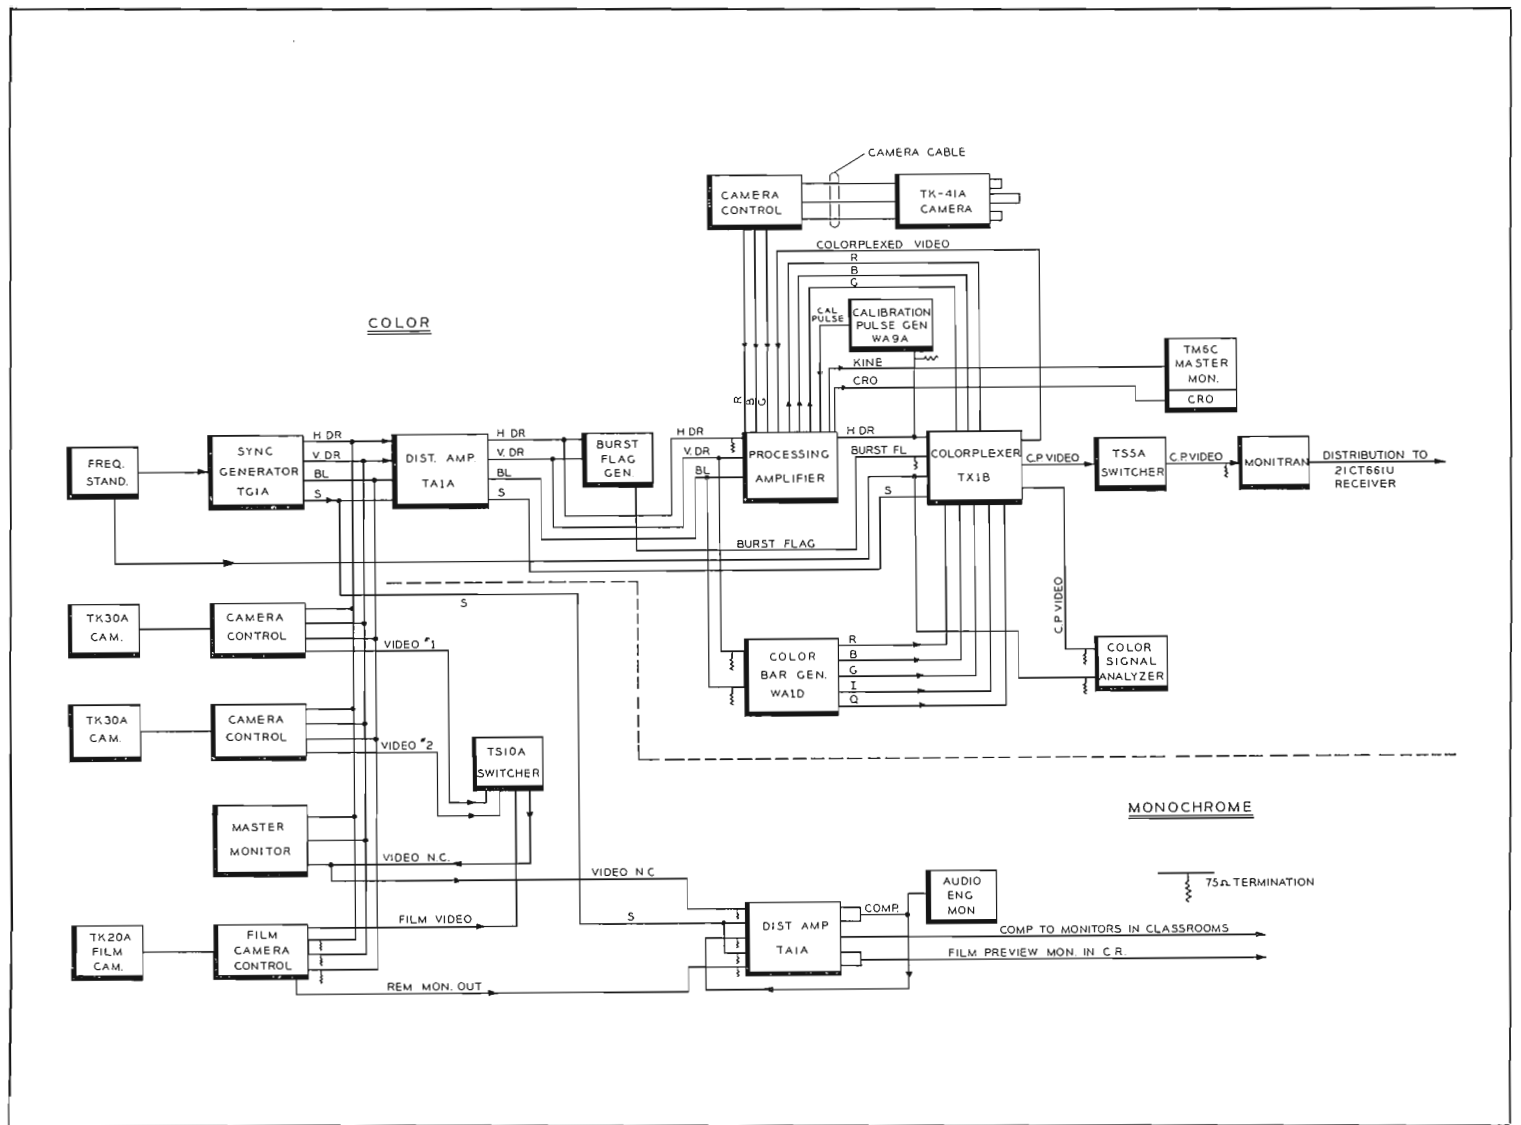 CAMERA CABLE
CAMERA
CONTROL
TK-41A
CAMERA
COLORPLEXED VIDEO
R
B
G
COLOR
CAL
PULSE
CALIBRATION
PULSE GEN
WA9A
KINE
CRO
TM6C
MASTER
MON.
CRO
R
B
G
FREQ.
STAND.
SYNC
GENERATOR
TG1A
H DR
V DR
BL
S
DIST. AMP
TA1A
H DR
V. DR
BL
S
BURST
FLAG
GEN.
H DR
V. DR
BL
PROCESSING
AMPLIFIER
H DR
BURST FL
S
COLORPLEXER
TX1B
C.P VIDEO
TS5A
SWITCHER
C.P.VIDEO
MONITRAN
DISTRIBUTION TO
21CT661U
RECEIVER
BURST FLAG
S
TK30A
CAM.
CAMERA
CONTROL
VIDEO #1
C.P VIDEO
COLOR
BAR GEN.
WA1D
R
B
G
I
Q
COLOR
SIGNAL
ANALYZER
TK30A
CAM.
CAMERA
CONTROL
VIDEO #2
TS10A
SWITCHER
MONOCHROME
MASTER
MONITOR
VIDEO N.C.
VIDEO N C
75Ω TERMINATION
AUDIO
ENG
MON
TK20A
FILM
CAM.
FILM
CAMERA
CONTROL
FILM VIDEO
S
DIST AMP
TA1A
COMP.
COMP TO MONITORS IN CLASSROOMS
FILM PREVIEW MON. IN C R.
REM MON. OUT